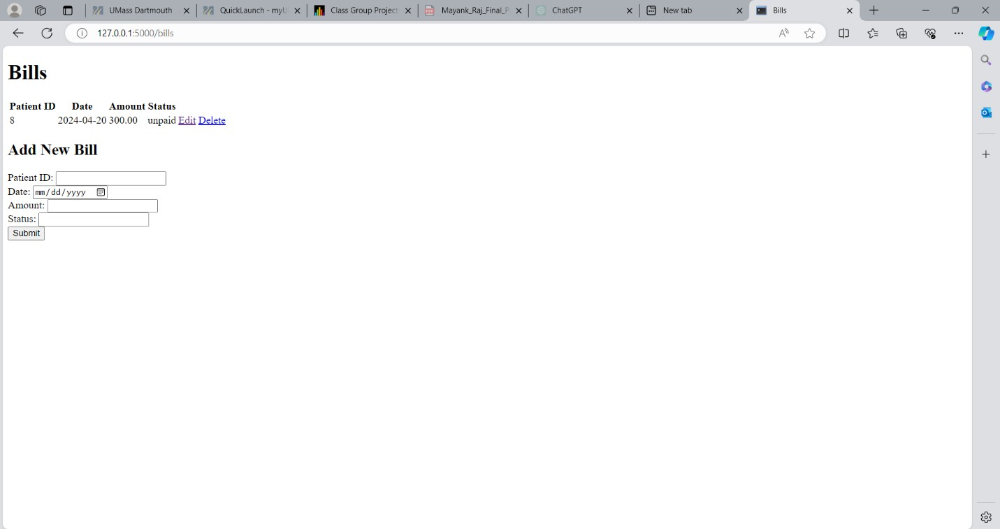 UMass Dartmouth
QuickLaunch - myU
Class Group Project
Mayank_Raj_Final_P
ChatGPT
New tab
Bills
127.0.0.1:5000/bills
Bills
Patient ID Date Amount Status
8 2024-04-20 300.00 unpaid Edit Delete
Add New Bill
Patient ID:
Date: mm/dd/yyyy
Amount:
Status:
Submit